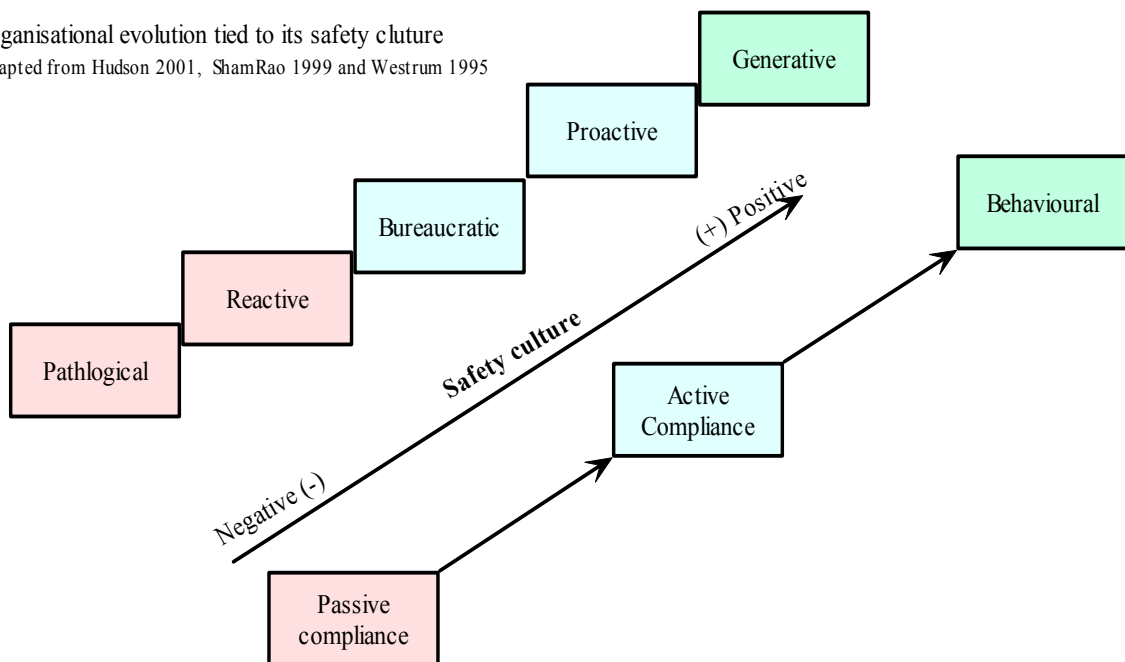 ganisational evolution tied to its safety cluture
apted from Hudson 2001, ShamRao 1999 and Westrum 1995
Generative
Proactive
Bureaucratic
Reactive
Pathlogical
(+) Positive
Safety culture
Negative (-)
Behavioural
Active
Compliance
Passive
compliance